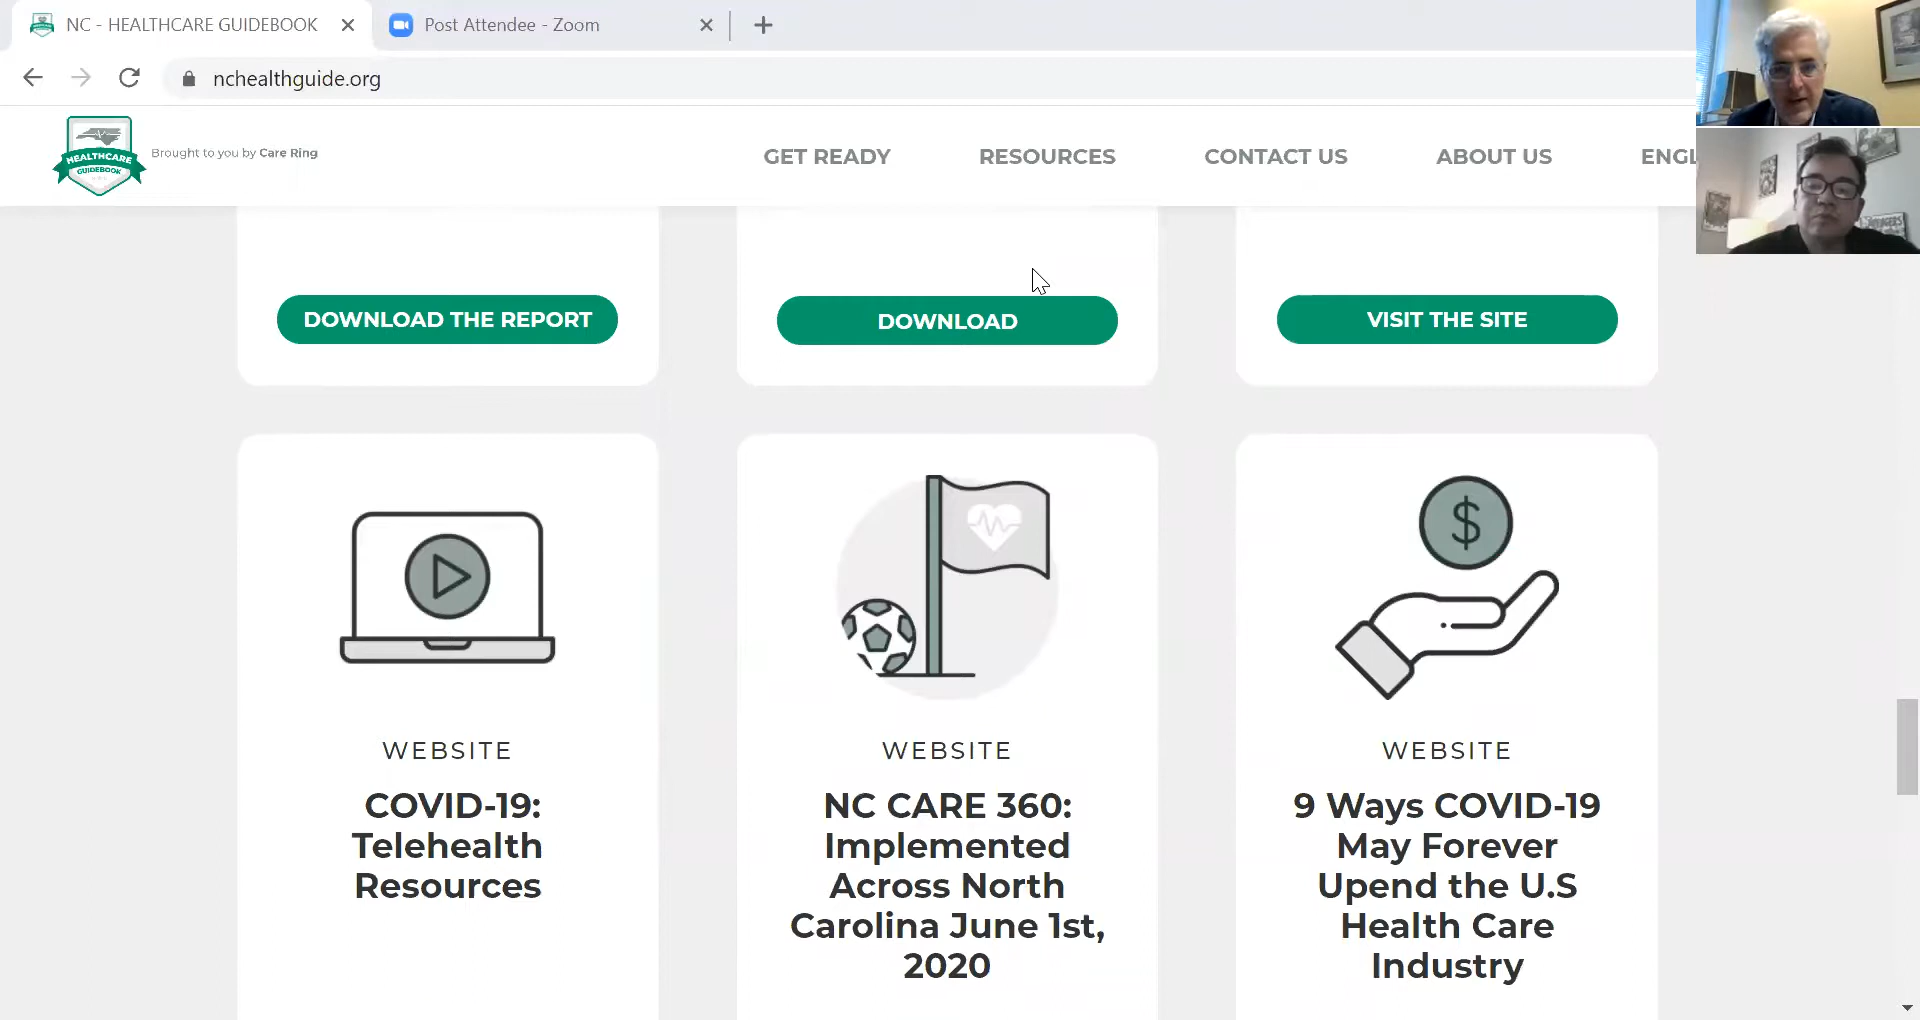 NC - HEALTHCARE GUIDEBOOK
Post Attendee - Zoom
nchealthguide.org
HEALTHCARE
GUIDEBOOK
Brought to you by Care Ring
GET READY
RESOURCES
CONTACT US
ABOUT US
ENGL
DOWNLOAD THE REPORT
DOWNLOAD
VISIT THE SITE
$
WEBSITE
COVID-19:
Telehealth
Resources
WEBSITE
NC CARE 360:
Implemented
Across North
Carolina June 1st,
2020
WEBSITE
9 Ways COVID-19
May Forever
Upend the U.S
Health Care
Industry